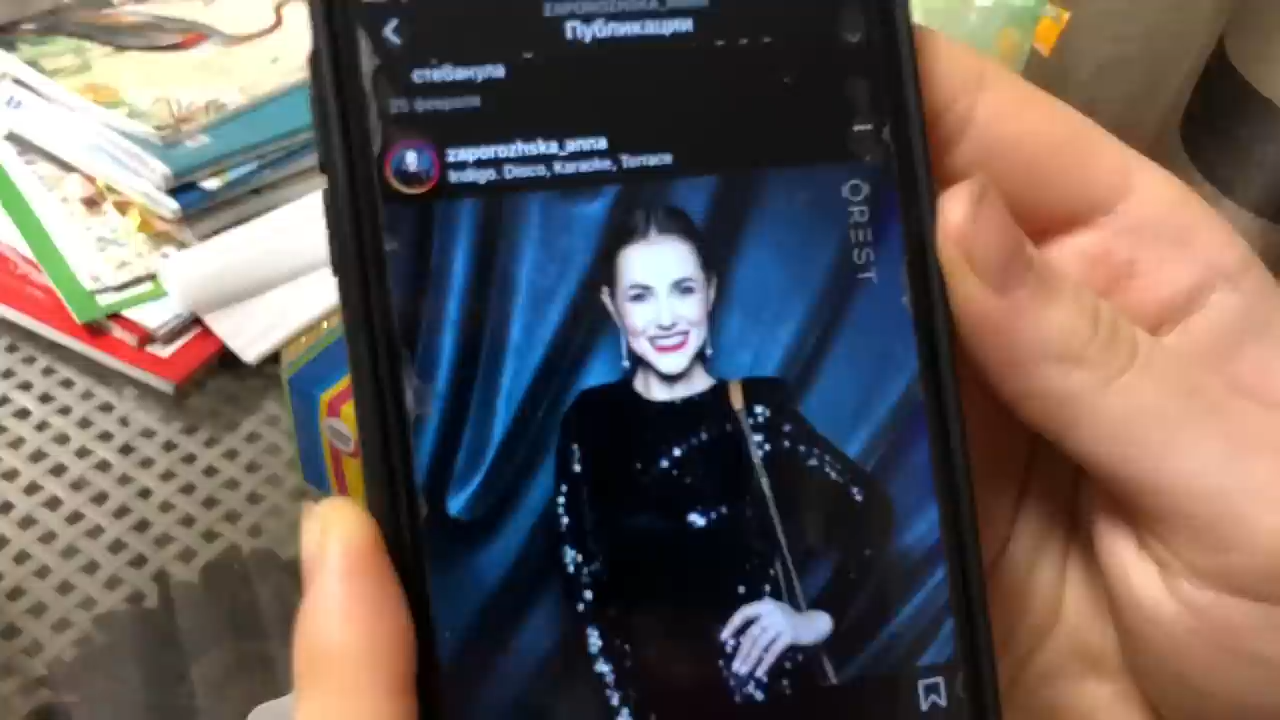 ZAPOROZHSKA_ANNA
Публикации
стебанула
25 февраля
zaporozhska_anna
Indigo. Disco, Karaoke, Terrace
OREST